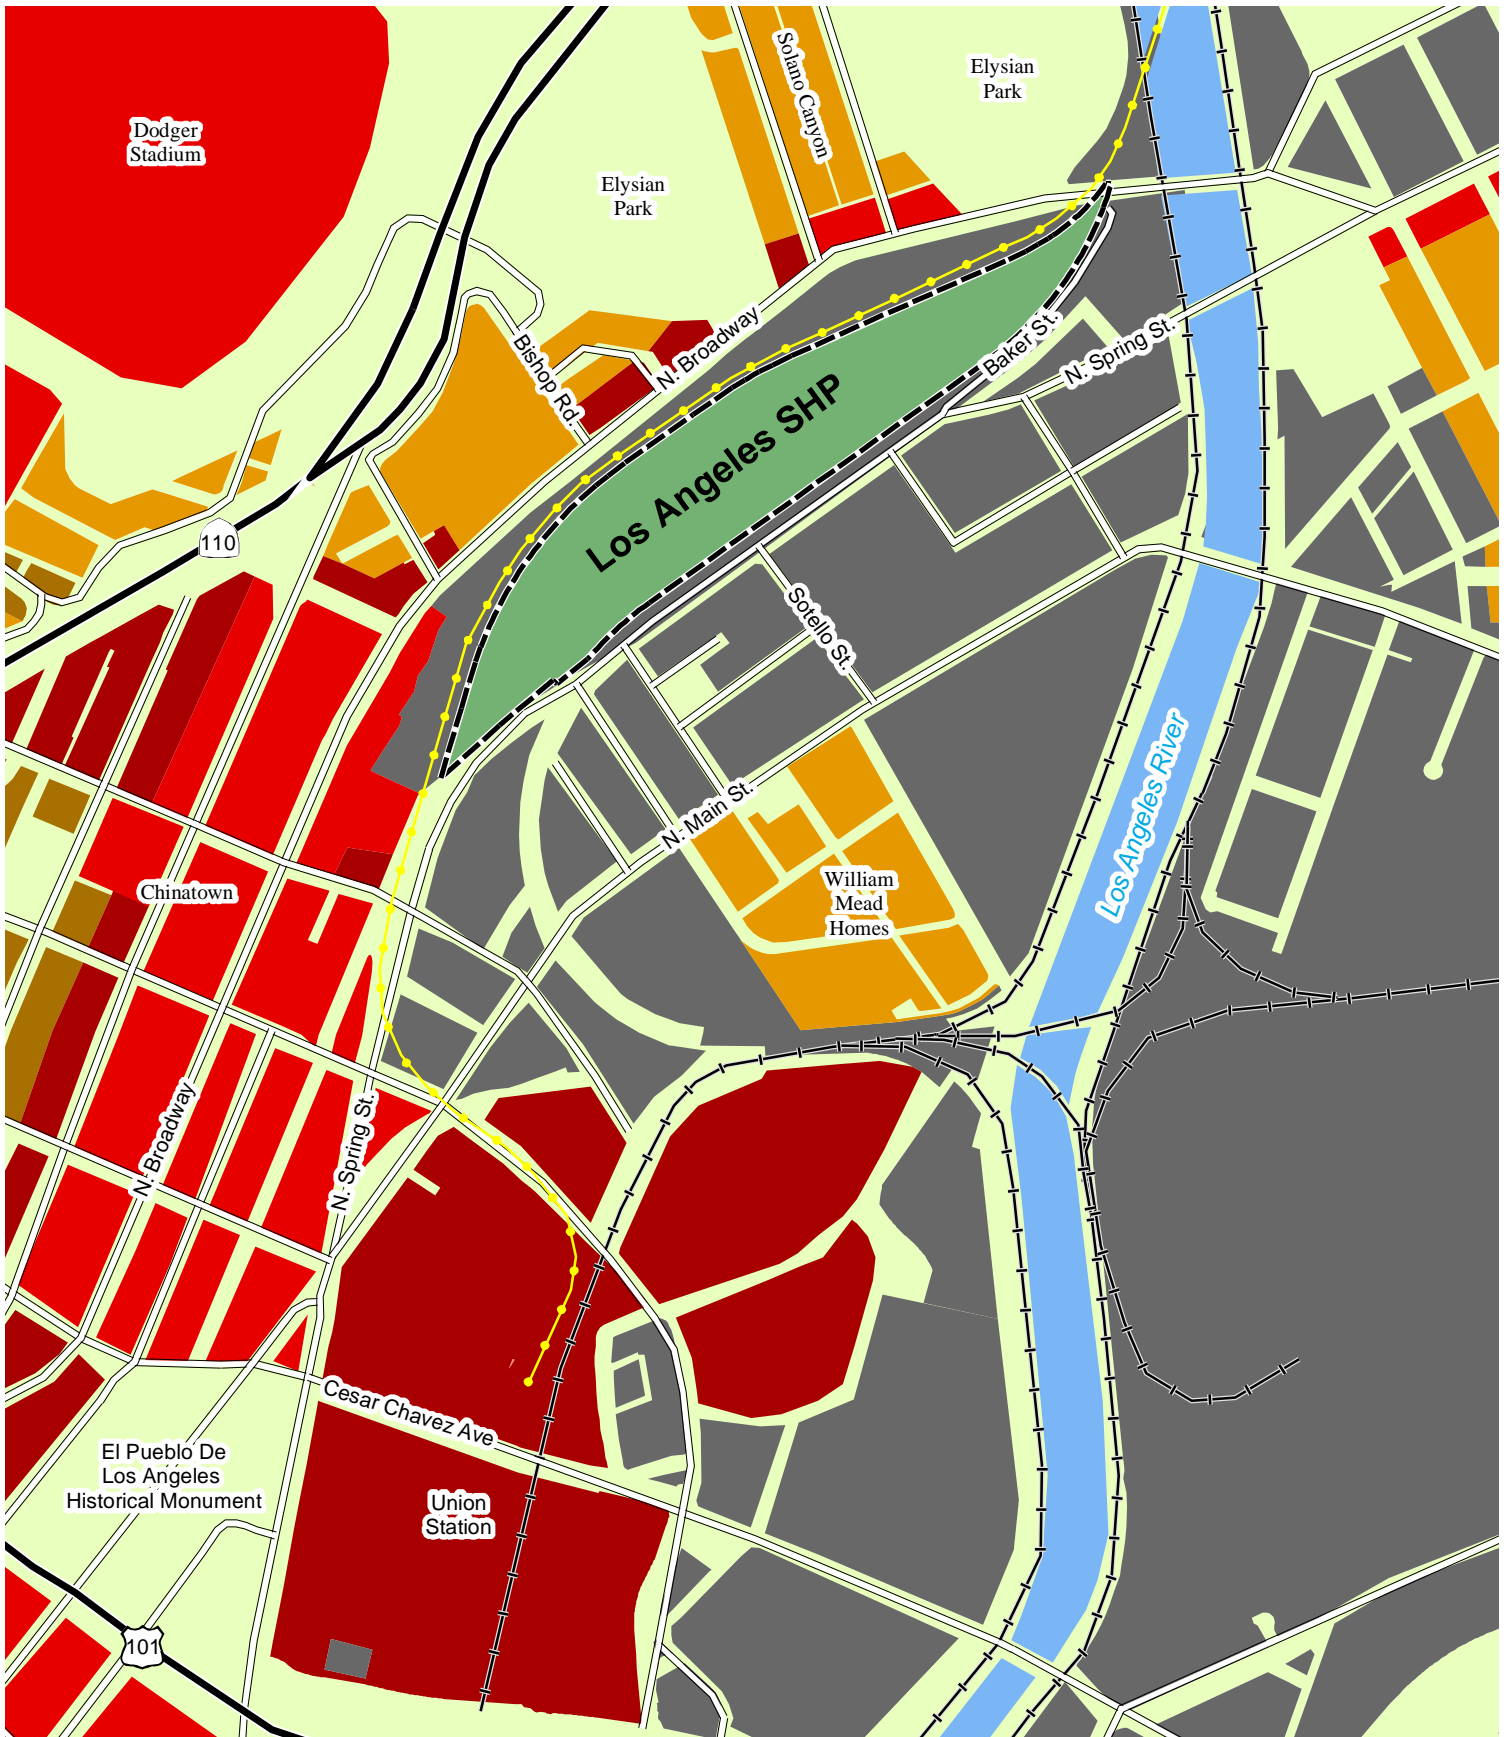 Solano Canyon
Elysian
Park
Dodger
Stadium
Elysian
Park
N. Broadway
Bishop Rd.
Baker St.
N. Spring St.
Los Angeles SHP
110
Sotello St.
Los Angeles River
N. Main St.
Chinatown
William
Mead
Homes
N. Broadway
N. Spring St.
Cesar Chavez Ave
El Pueblo De
Los Angeles
Historical Monument
Union
Station
101